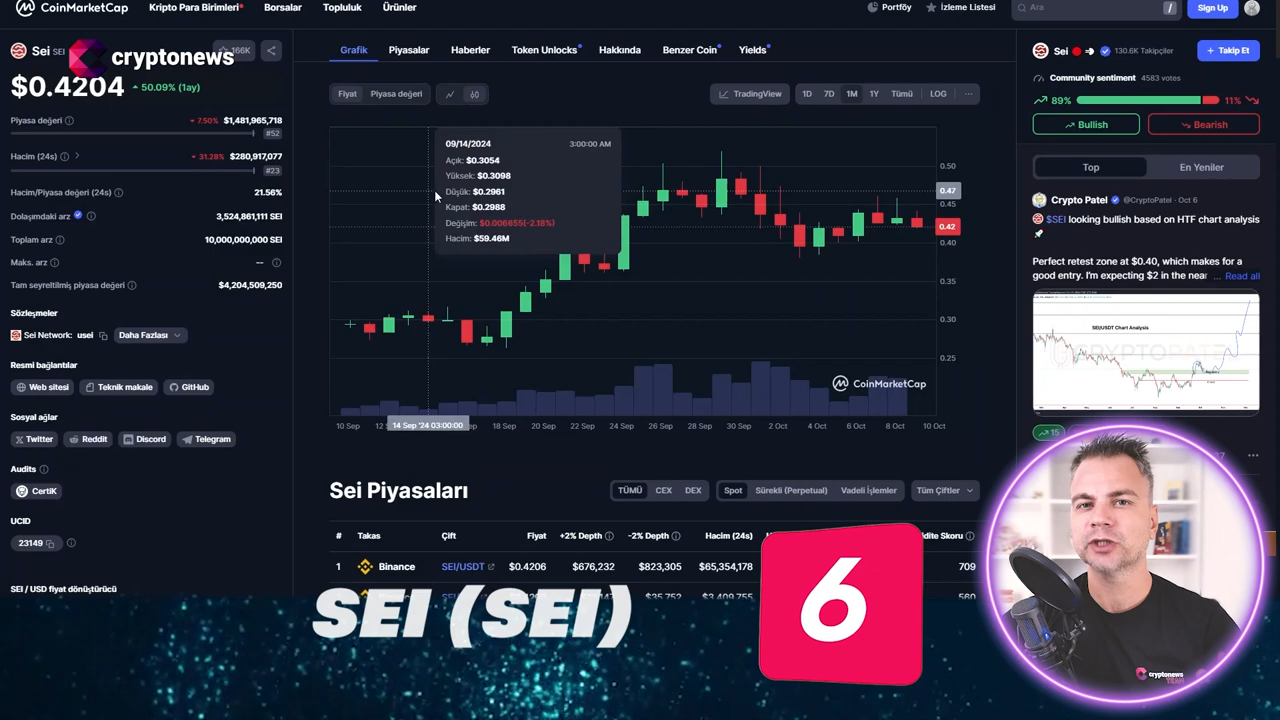 CoinMarketCap
Kripto Para Birimleri
Borsalar
Topluluk
Ürünler
Portföy
İzleme Listesi
Ara
/
Sign Up
Sei SEI
166K
cryptonews
$0.4204
50.09% (1ay)
Piyasa değeri
7.50% $1,481,965,718
#52
Hacim (24s)
31.28% $280,917,077
#23
Hacim/Piyasa değeri (24s)
21.56%
Dolaşımdaki arz
3,524,861,111 SEI
Toplam arz
10,000,000,000 SEI
Maks. arz
--
Tam seyreltilmiş piyasa değeri
$4,204,509,250
Sözleşmeler
Sei Network: usei
Daha Fazlası
Resmi bağlantılar
Web sitesi
Teknik makale
GitHub
Sosyal ağlar
Twitter
Reddit
Discord
Telegram
Audits
CertiK
UCID
23149
SEI / USD fiyat dönüştürücü
Grafik
Piyasalar
Haberler
Token Unlocks
Hakkında
Benzer Coin
Yields
Fiyat
Piyasa değeri
TradingView
1D
7D
1M
1Y
Tümü
LOG
...
09/14/2024
3:00:00 AM
Açık: $0.3054
Yüksek: $0.3098
Düşük: $0.2961
Kapat: $0.2988
Değişim: $0.006655(-2.18%)
Hacim: $59.46M
0.50
0.47
0.45
0.42
0.40
0.35
0.30
0.25
CoinMarketCap
10 Sep
12 S
14 Sep '24 03:00:00
18 Sep
20 Sep
22 Sep
24 Sep
26 Sep
28 Sep
30 Sep
2 Oct
4 Oct
6 Oct
8 Oct
10 Oct
Sei Piyasaları
TÜMÜ
CEX
DEX
Spot
Sürekli (Perpetual)
Vadeli İşlemler
Tüm Çiftler
#
Takas
Çift
Fiyat
+2% Depth
-2% Depth
Hacim (24s)
dite Skoru
1
Binance
SEI/USDT
$0.4206
$676,232
$823,305
$65,354,178
709
$35,752
$3,409,755
560
SEI (SEI)
6
Sei
130.6K Takipçiler
+ Takip Et
Community sentiment 4583 votes
89%
11%
Bullish
Bearish
Top
En Yeniler
Crypto Patel @CryptoPatel · Oct 6
$SEI looking bullish based on HTF chart analysis
Perfect retest zone at $0.40, which makes for
a good entry. I'm expecting $2 in the near ... Read all
SEI/USDT Chart Analysis
15
cryptonews